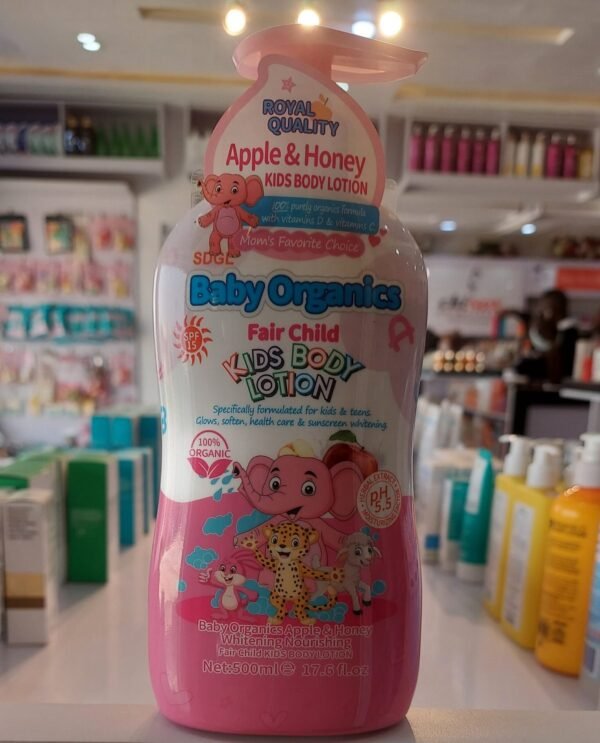 ROYAL
QUALITY
Apple & Honey
KIDS BODY LOTION
100% purely organics formula
with vitamins D & vitamins C
Mom's Favorite Choice
SDGL
Baby Organics
Fair Child
SPF
15
KIDS BODY
LOTION
Specifically formulated for kids & teens
Glows, soften, health care & sunscreen whitening
100%
ORGANIC
HERBAL EXTRACT
PH
5.5
Baby Organics Apple & Honey
Whitening Nourishing
Fair Child KIDS BODY LOTION
Net:500ml℮ 17.6 fl.oz